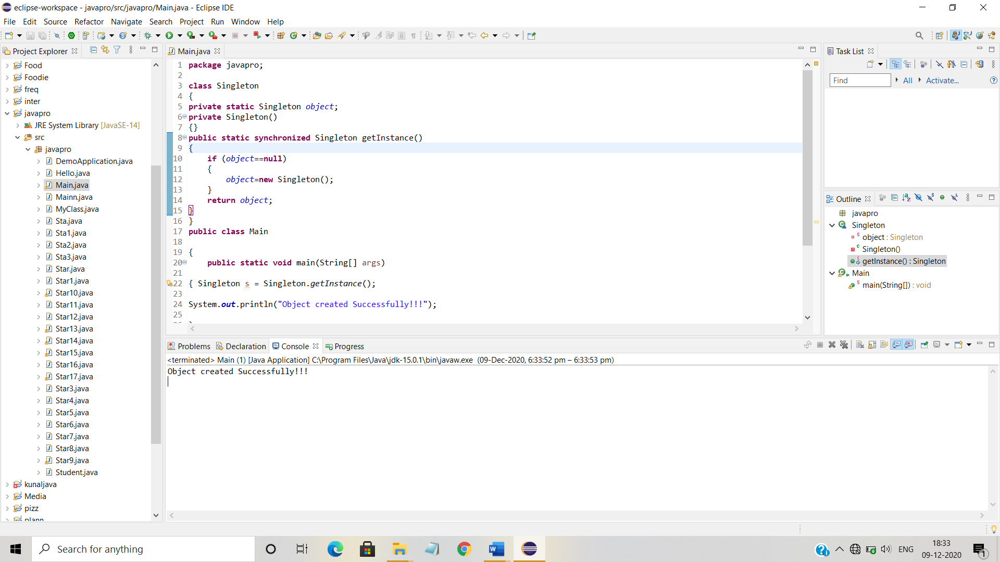 eclipse-workspace - javapro/src/javapro/Main.java - Eclipse IDE
File Edit Source Refactor Navigate Search Project Run Window Help
Project Explorer
Food
Foodie
freq
inter
javapro
JRE System Library [JavaSE-14]
src
javapro
DemoApplication.java
Hello.java
Main.java
Mainn.java
MyClass.java
Sta.java
Sta1.java
Sta2.java
Sta3.java
Star.java
Star1.java
Star10.java
Star11.java
Star12.java
Star13.java
Star14.java
Star15.java
Star16.java
Star17.java
Star3.java
Star4.java
Star5.java
Star6.java
Star7.java
Star8.java
Star9.java
Student.java
kunaljava
Media
pizz
plann
Main.java
1 package javapro;
2
3 class Singleton
4 {
5 private static Singleton object;
6 private Singleton()
7 {}
8 public static synchronized Singleton getInstance()
9 {
10 if (object==null)
11 {
12 object=new Singleton();
13 }
14 return object;
15 }
16 }
17 public class Main
18
19 {
20 public static void main(String[] args)
21
22 { Singleton s = Singleton.getInstance();
23
24 System.out.println("Object created Successfully!!!");
25
Task List
Find All Activate...
Outline
javapro
Singleton
object : Singleton
Singleton()
getInstance() : Singleton
Main
main(String[]) : void
Problems Declaration Console Progress
<terminated> Main (1) [Java Application] C:\Program Files\Java\jdk-15.0.1\bin\javaw.exe (09-Dec-2020, 6:33:52 pm – 6:33:53 pm)
Object created Successfully!!!
Search for anything
ENG
18:33
09-12-2020
1